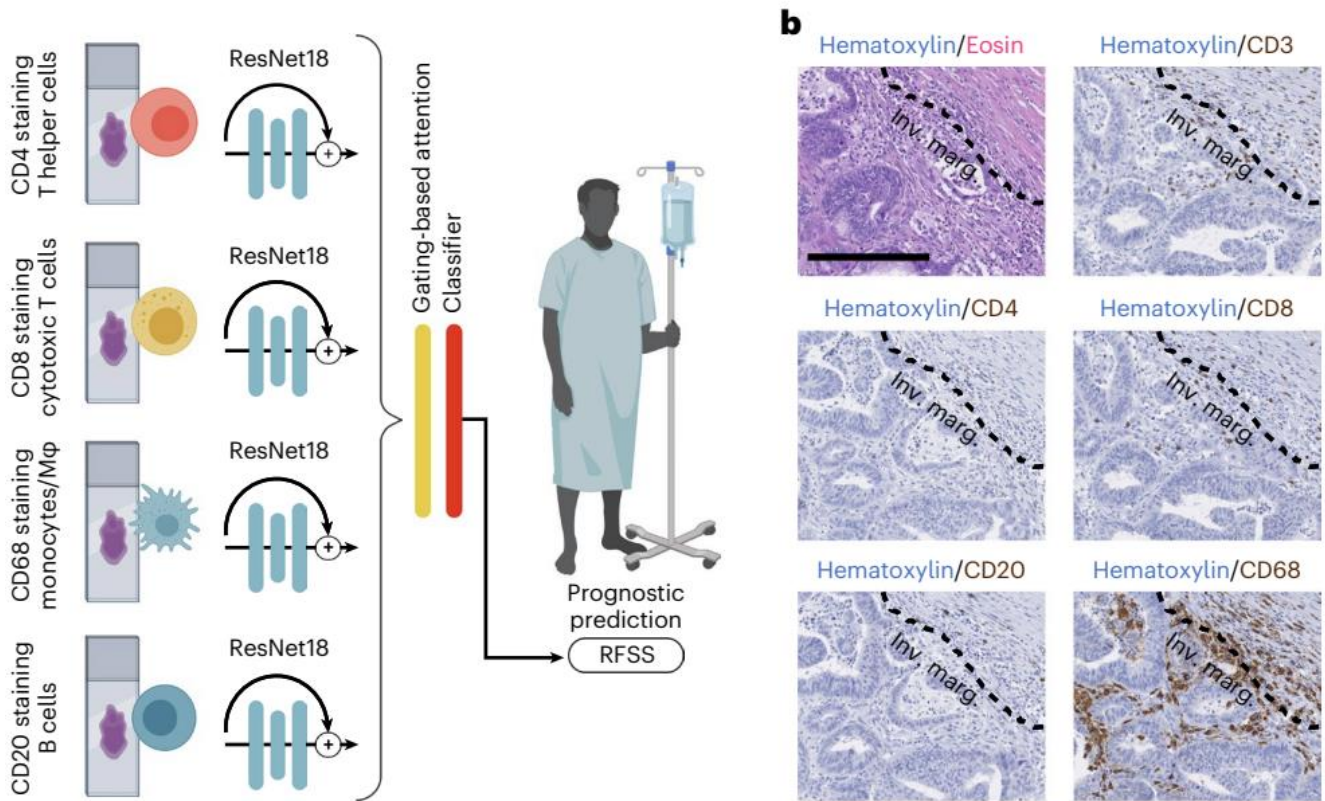 CD4 staining
T helper cells
ResNet18
+
CD8 staining
cytotoxic T cells
ResNet18
+
CD68 staining
monocytes/Mφ
ResNet18
+
CD20 staining
B cells
ResNet18
+
Gating-based attention
Classifier
Prognostic
prediction
RFSS
b
Hematoxylin/Eosin
Inv. marg.
Hematoxylin/CD3
Inv. marg.
Hematoxylin/CD4
Inv. marg.
Hematoxylin/CD8
Inv. marg.
Hematoxylin/CD20
Inv. marg.
Hematoxylin/CD68
Inv. marg.